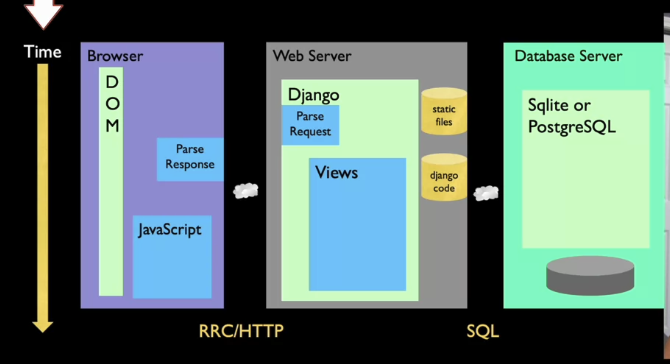 Time
Browser
D
O
M
Parse
Response
JavaScript
Web Server
Django
Parse
Request
Views
static
files
django
code
Database Server
Sqlite or
PostgreSQL
RRC/HTTP
SQL